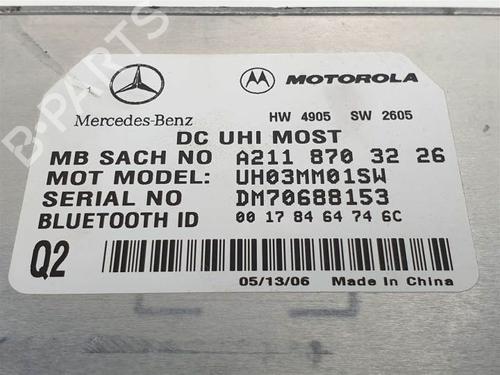 B-PARTS
Mercedes-Benz
MOTOROLA
HW 4905 SW 2605
DC UHI MOST
MB SACH NO A211 870 32 26
MOT MODEL: UH03MM01SW
SERIAL NO DM70688153
BLUETOOTH ID 00 17 84 64 74 6C
Q2
05/13/06 Made In China